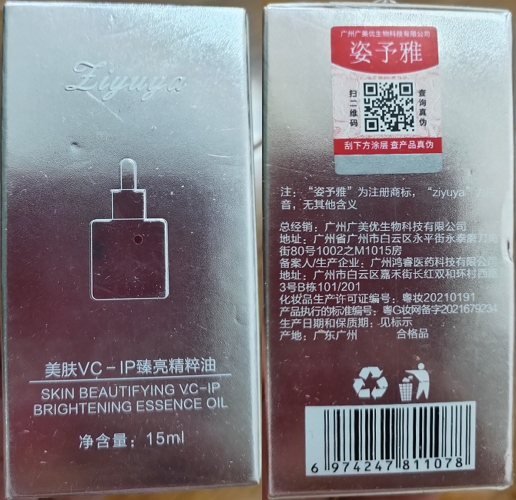 Ziyuya
美肤VC-IP臻亮精粹油
SKIN BEAUTIFYING VC-IP
BRIGHTENING ESSENCE OIL
净含量：15ml
广州广美优生物科技有限公司
姿予雅
扫二维码
查询真伪
刮下方涂层 查产品真伪
注：“姿予雅”为注册商标，“ziyuya”为
音，无其他含义
总经销：广州广美优生物科技有限公司
地址：广州省广州市白云区永平街永泰
街80号1002之M1015房
备案人/生产企业：广州鸿睿医药科技有限公司
地址：广州市白云区嘉禾街长红双和环村西路
3号B栋101/201
化妆品生产许可证编号：粤妆20210191
产品执行的标准编号：粤G妆网备字2021679234
生产日期和保质期：见标示
产地：广东广州 合格品
6 974247 811078